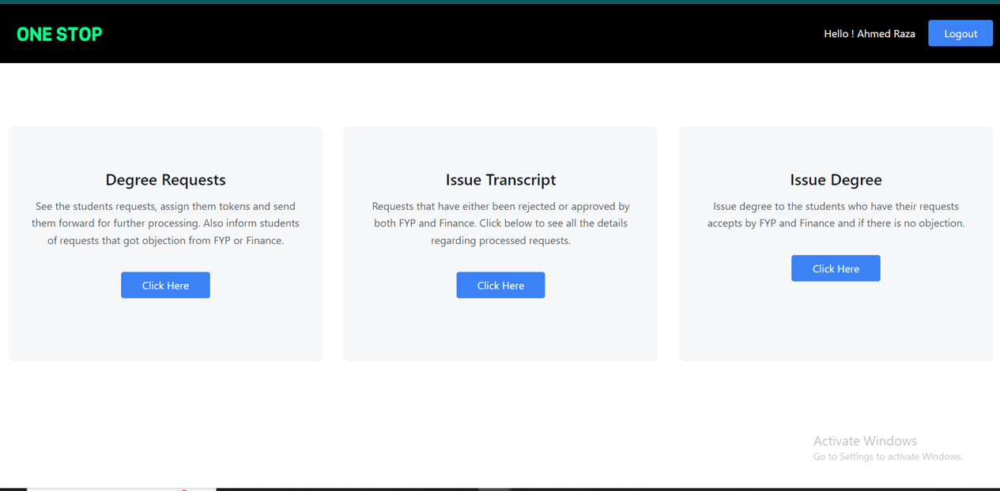 ONE STOP
Hello ! Ahmed Raza
Logout
Degree Requests
See the students requests, assign them tokens and send
them forward for further processing. Also inform students
of requests that got objection from FYP or Finance.
Click Here
Issue Transcript
Requests that have either been rejected or approved by
both FYP and Finance. Click below to see all the details
regarding processed requests.
Click Here
Issue Degree
Issue degree to the students who have their requests
accepts by FYP and Finance and if there is no objection.
Click Here
Activate Windows
Go to Settings to activate Windows.